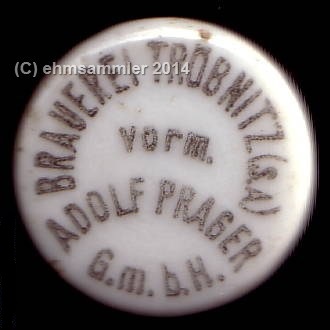 (C) ehmsammler 2014
BRAUEREI TRÖBNITZ (S.A)
vorm.
ADOLF PRAGER
G.m.b.H.